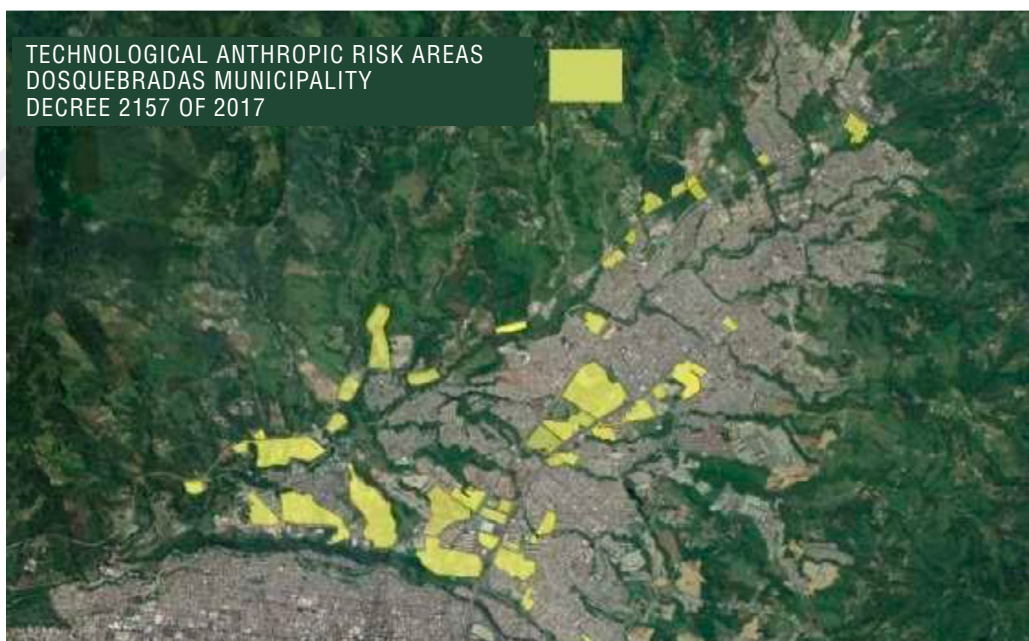 TECHNOLOGICAL ANTHROPIC RISK AREAS
DOSQUEBRADAS MUNICIPALITY
DECREE 2157 OF 2017